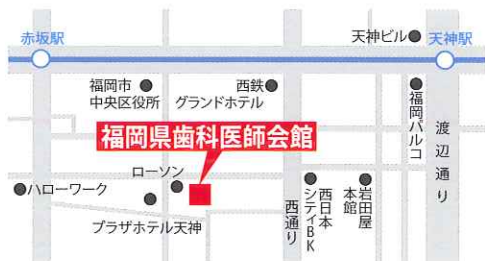 赤坂駅
天神ビル
天神駅
福岡市
中央区役所
西鉄
グランドホテル
福岡パルコ
渡辺通り
福岡県歯科医師会館
ローソン
ハローワーク
プラザホテル天神
西通り
西日本
シティBK
岩田屋
本館